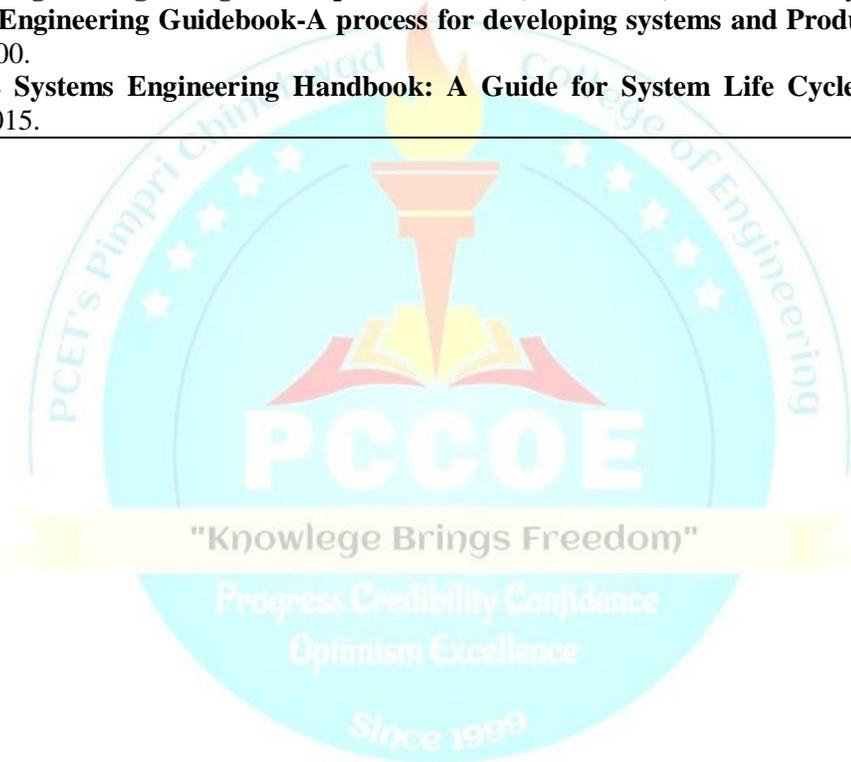 Engineering Guidebook-A process for developing systems and Produ
00.
Systems Engineering Handbook: A Guide for System Life Cycle
015.
PCET's Pimpri Chinchwad College of Engineering
PCCOE
"Knowlege Brings Freedom"
Progress Credibility Confidence
Optimism Excellence
Since 1999